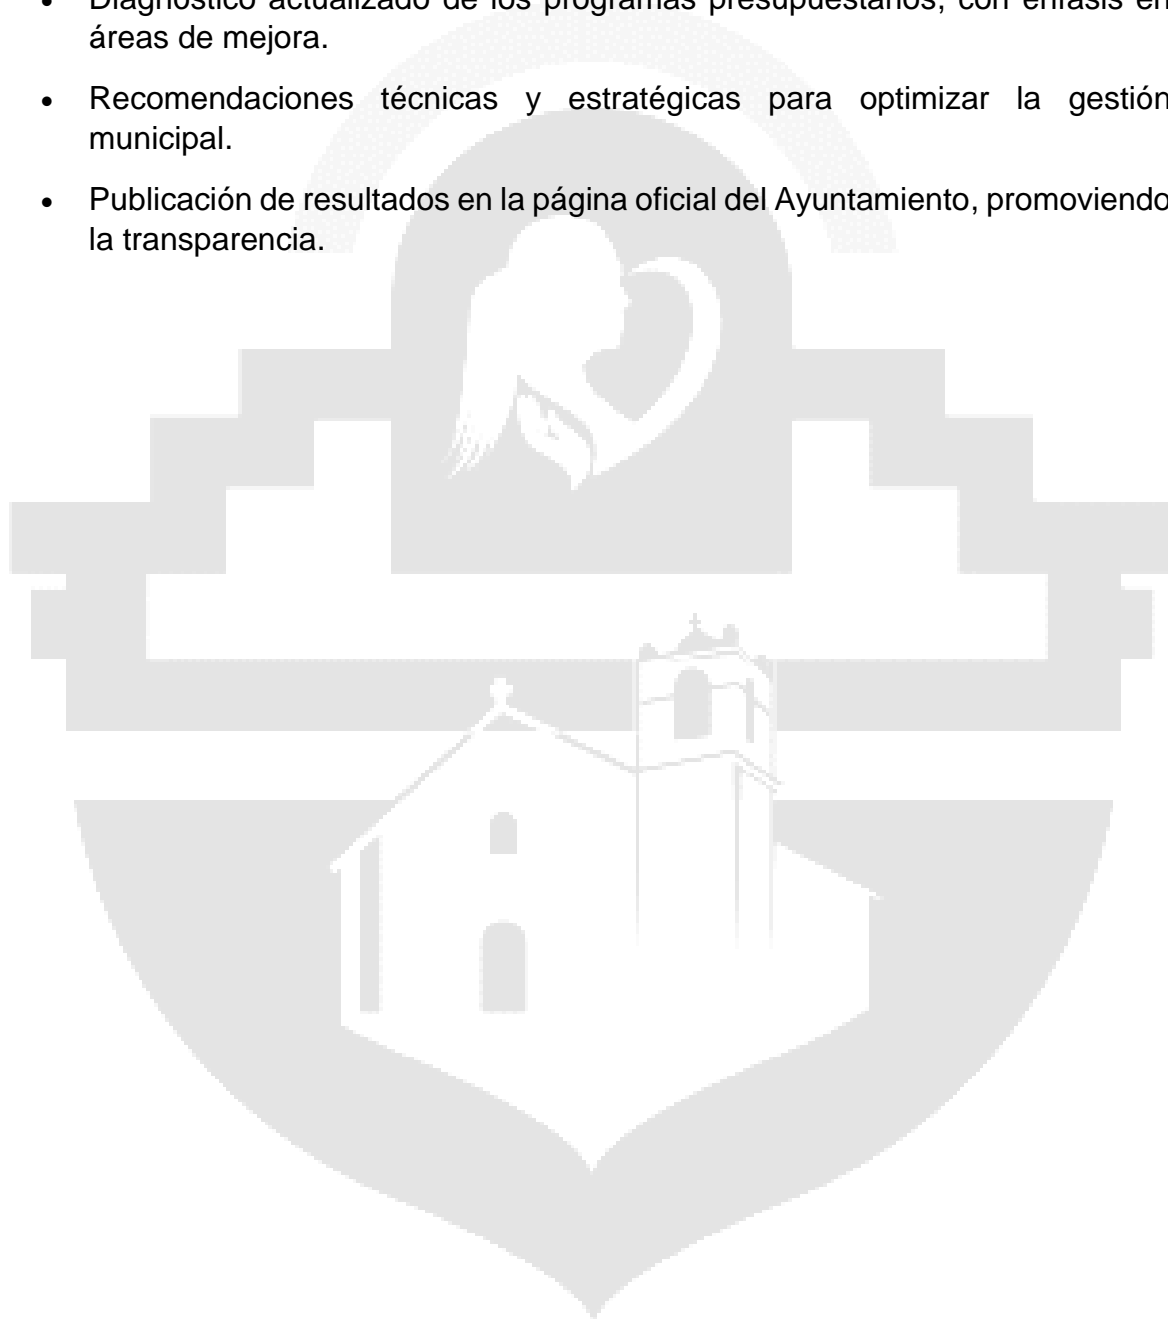 • Diagnóstico actualizado de los programas presupuestarios, con énfasis en
áreas de mejora.
• Recomendaciones técnicas y estratégicas para optimizar la gestión
municipal.
• Publicación de resultados en la página oficial del Ayuntamiento, promoviendo
la transparencia.